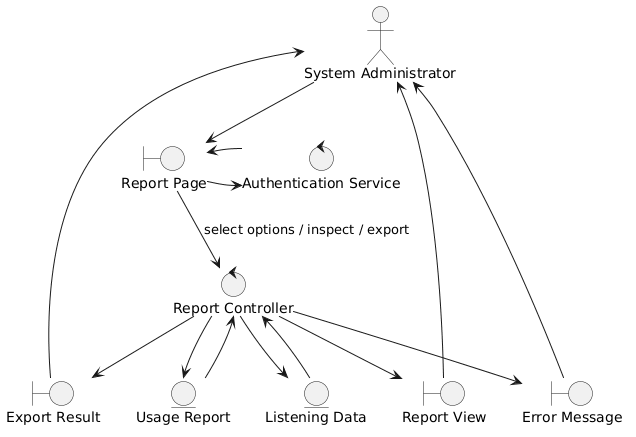 System Administrator
Report Page
Authentication Service
select options / inspect / export
Report Controller
Export Result
Usage Report
Listening Data
Report View
Error Message